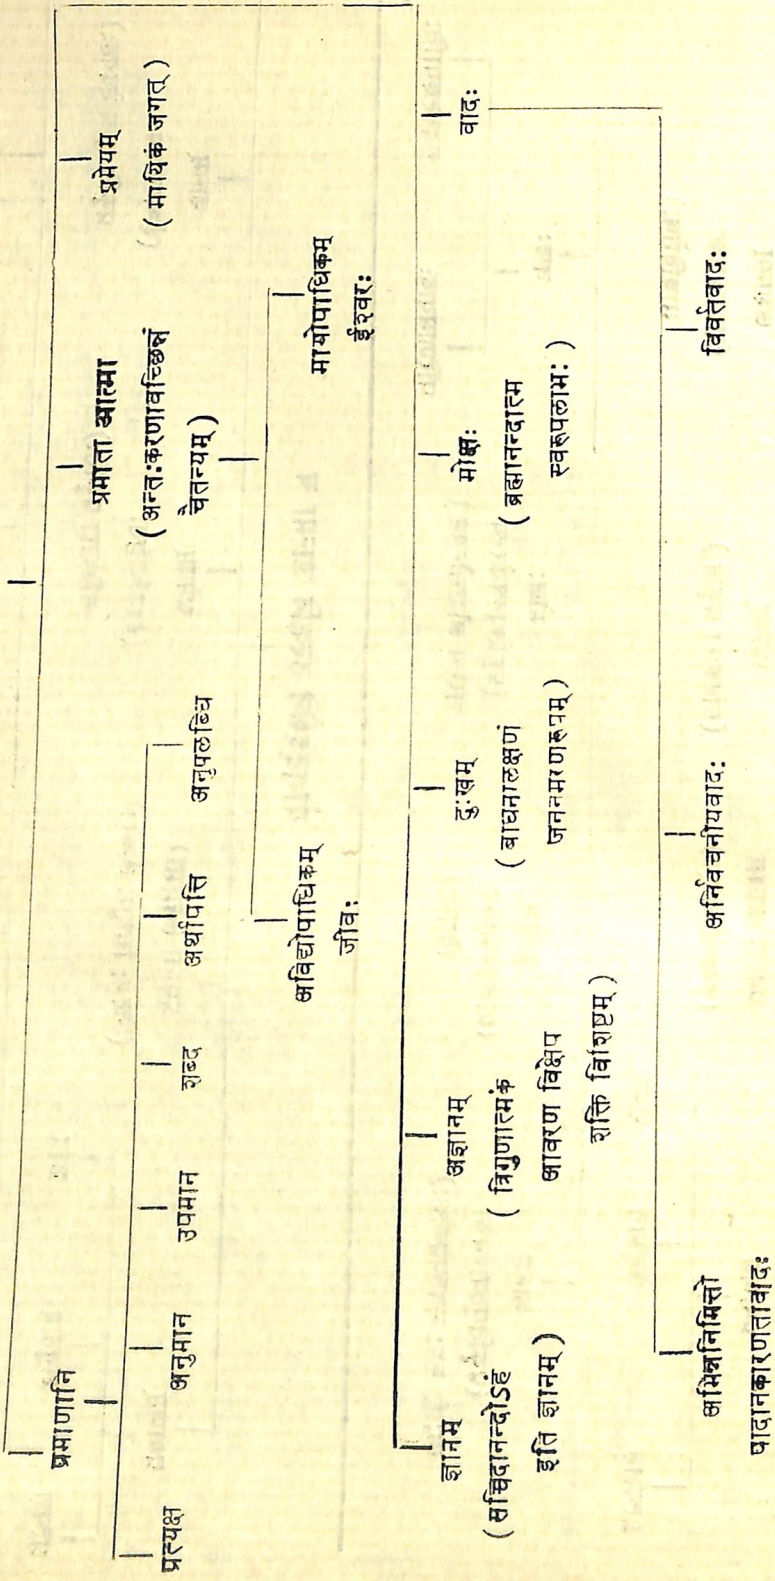 प्रमाणानि
प्रमाता आत्मा
(अन्तःकरणावच्छिन्नं
चैतन्यम्)
प्रमेयम्
(मायिकं जगत्)
प्रत्यक्ष
अनुमान
उपमान
शब्द
अर्थापत्ति
अनुपलब्धि
अविद्योपाधिकम्
जीवः
मायोपाधिकम्
ईश्वरः
ज्ञानम्
(सच्चिदानन्दोऽहं
इति ज्ञानम्)
अज्ञानम्
(त्रिगुणात्मकं
आवरण विक्षेप
शक्ति विशिष्टम्)
दुःखम्
(बाधनालक्षणं
जननमरणरूपम्)
मोक्षः
(ब्रह्मानन्दात्म
स्वरूपलाभः)
वादः
अभिन्ननिमित्तो
पादानकारणतावादः
अनिर्वचनीयवादः
विवर्तवादः